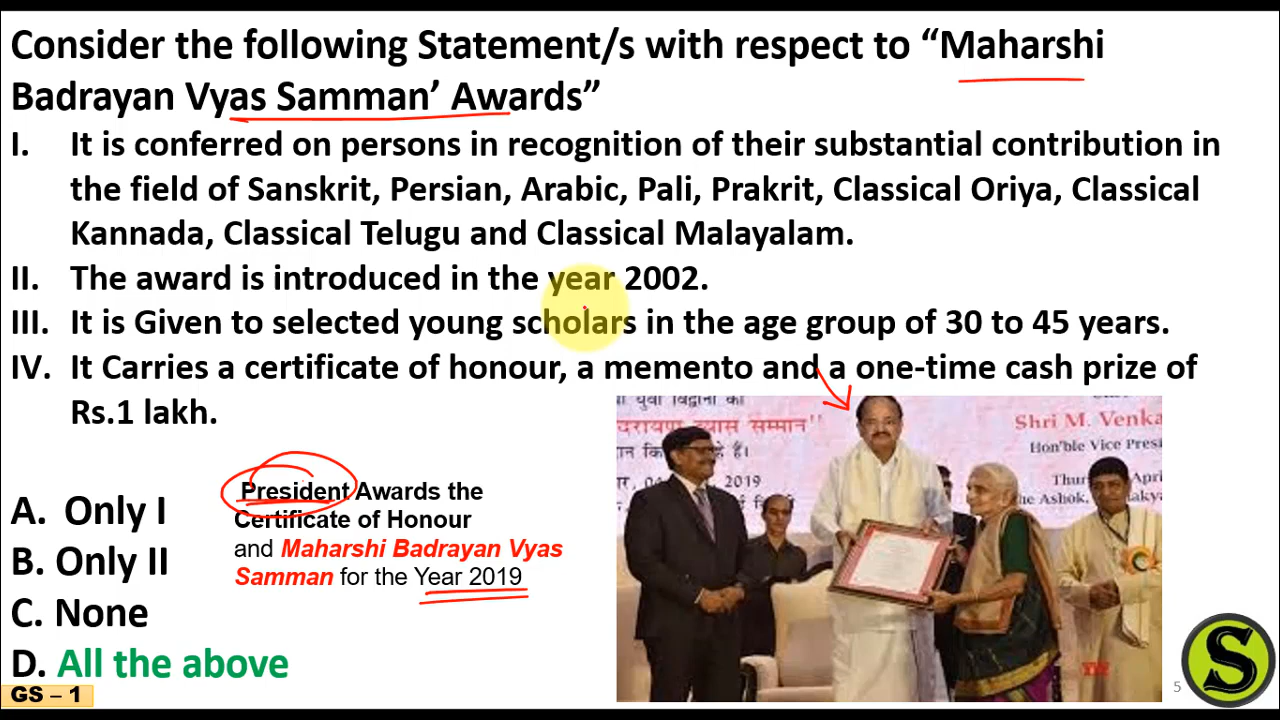 Consider the following Statement/s with respect to “Maharshi
Badrayan Vyas Samman’ Awards”
I. It is conferred on persons in recognition of their substantial contribution in
the field of Sanskrit, Persian, Arabic, Pali, Prakrit, Classical Oriya, Classical
Kannada, Classical Telugu and Classical Malayalam.
II. The award is introduced in the year 2002.
III. It is Given to selected young scholars in the age group of 30 to 45 years.
IV. It Carries a certificate of honour, a memento and a one-time cash prize of
Rs.1 lakh.
A. Only I
B. Only II
C. None
D. All the above
President Awards the
Certificate of Honour
and Maharshi Badrayan Vyas
Samman for the Year 2019
युवा विद्वानों को
दरायण व्यास सम्मान"
2019
Shri M. Venka
Hon'ble Vice Presi
Apri
he Ashok,
GS – 1
S
5